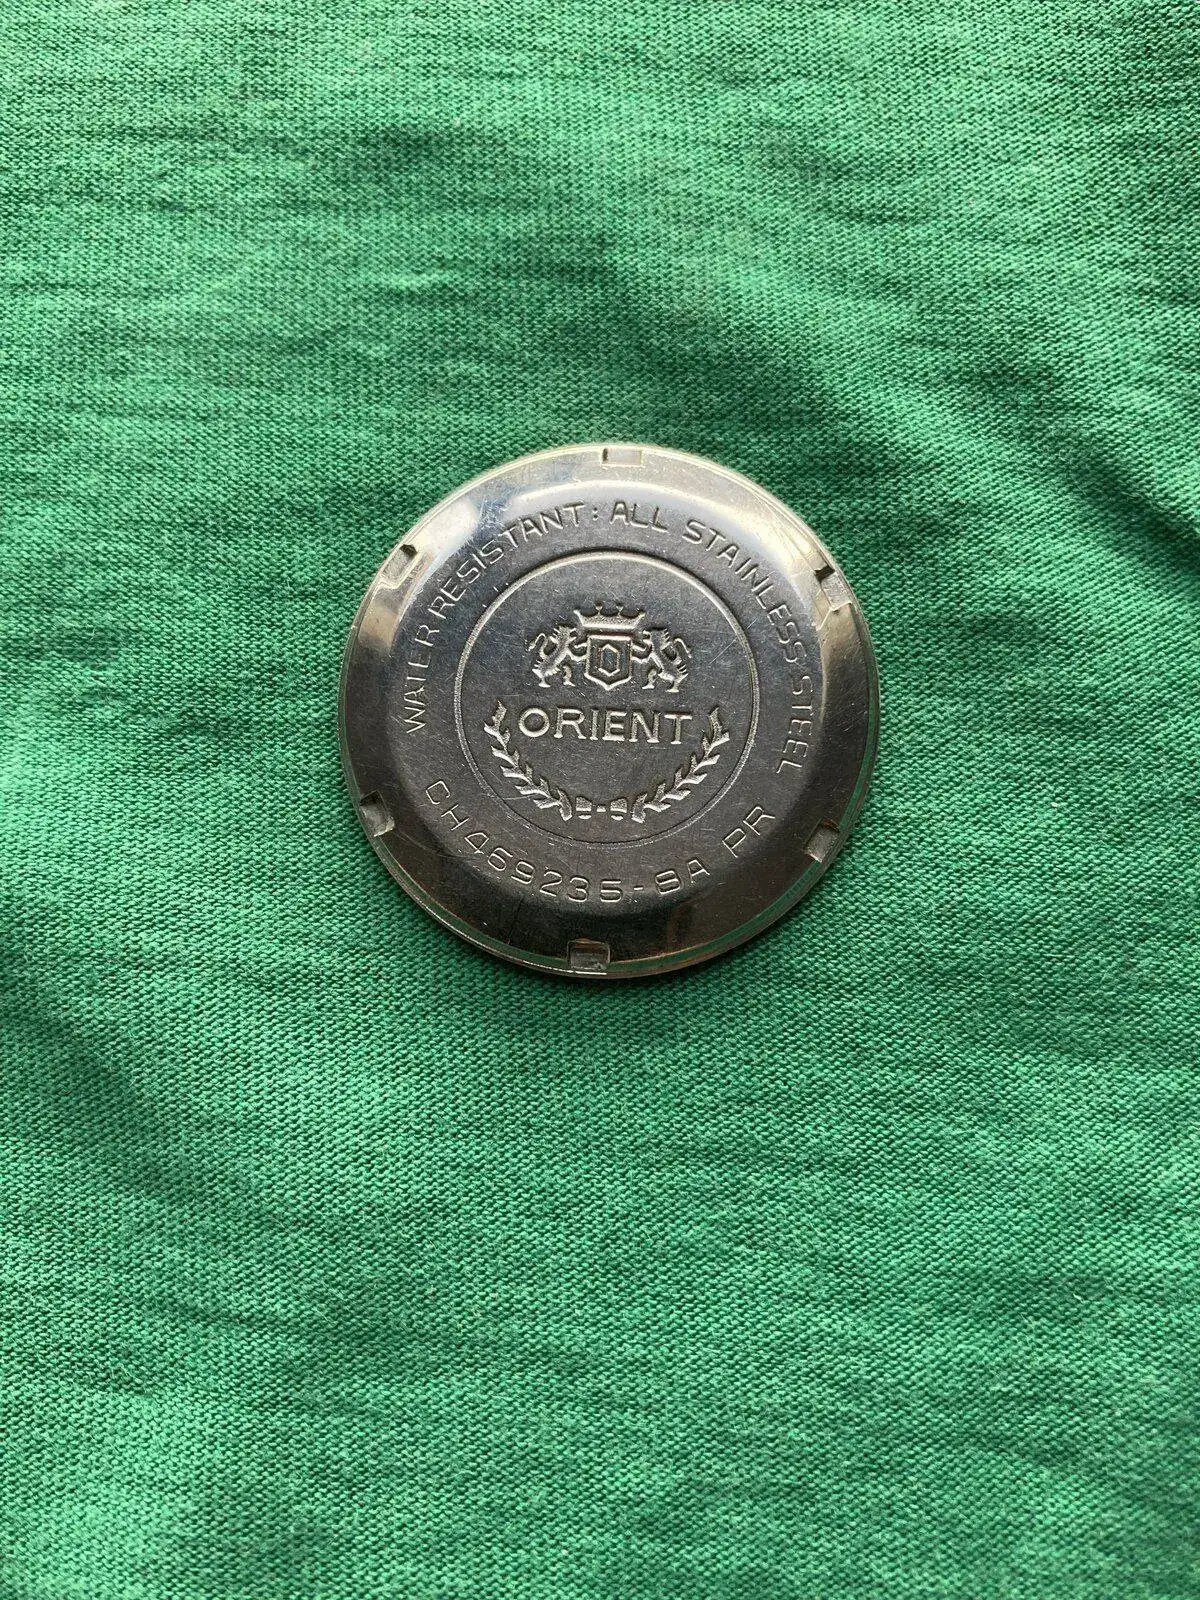 WATER RESISTANT: ALL STAINLESS STEEL
ORIENT
CH469235-8A PR